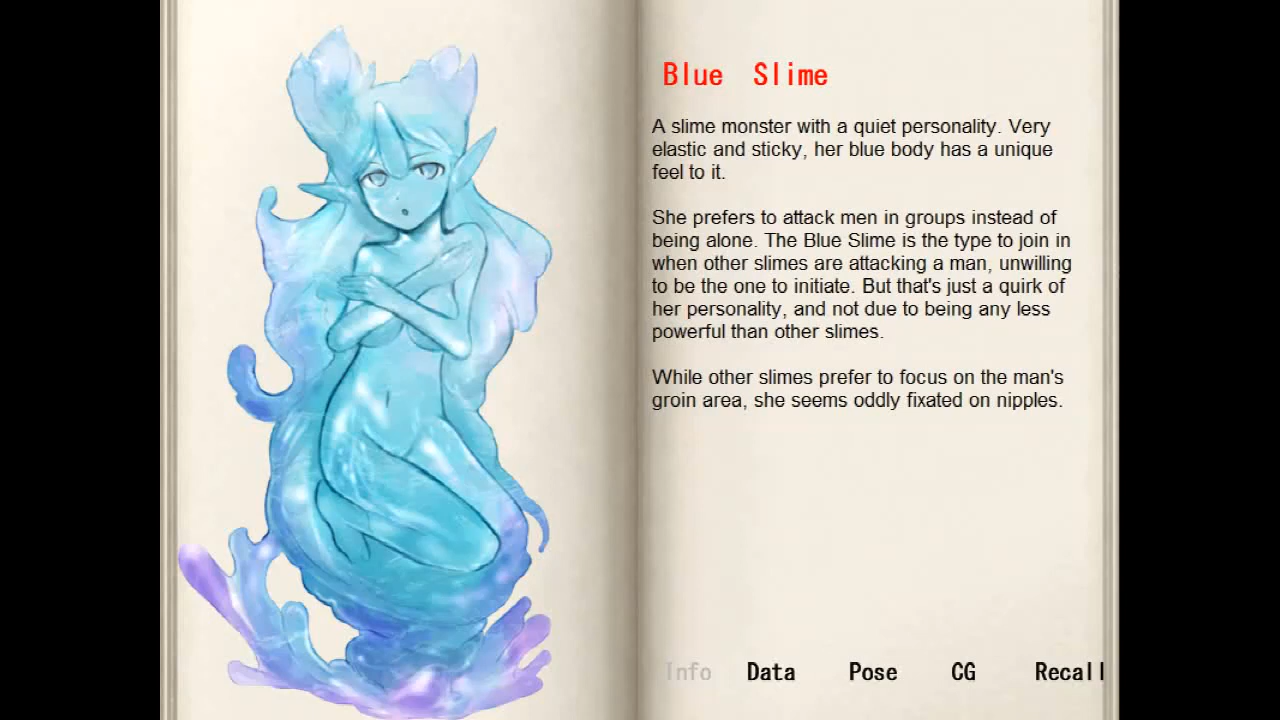 Blue Slime
A slime monster with a quiet personality. Very
elastic and sticky, her blue body has a unique
feel to it.
She prefers to attack men in groups instead of
being alone. The Blue Slime is the type to join in
when other slimes are attacking a man, unwilling
to be the one to initiate. But that's just a quirk of
her personality, and not due to being any less
powerful than other slimes.
While other slimes prefer to focus on the man's
groin area, she seems oddly fixated on nipples.
Info Data Pose CG Recall